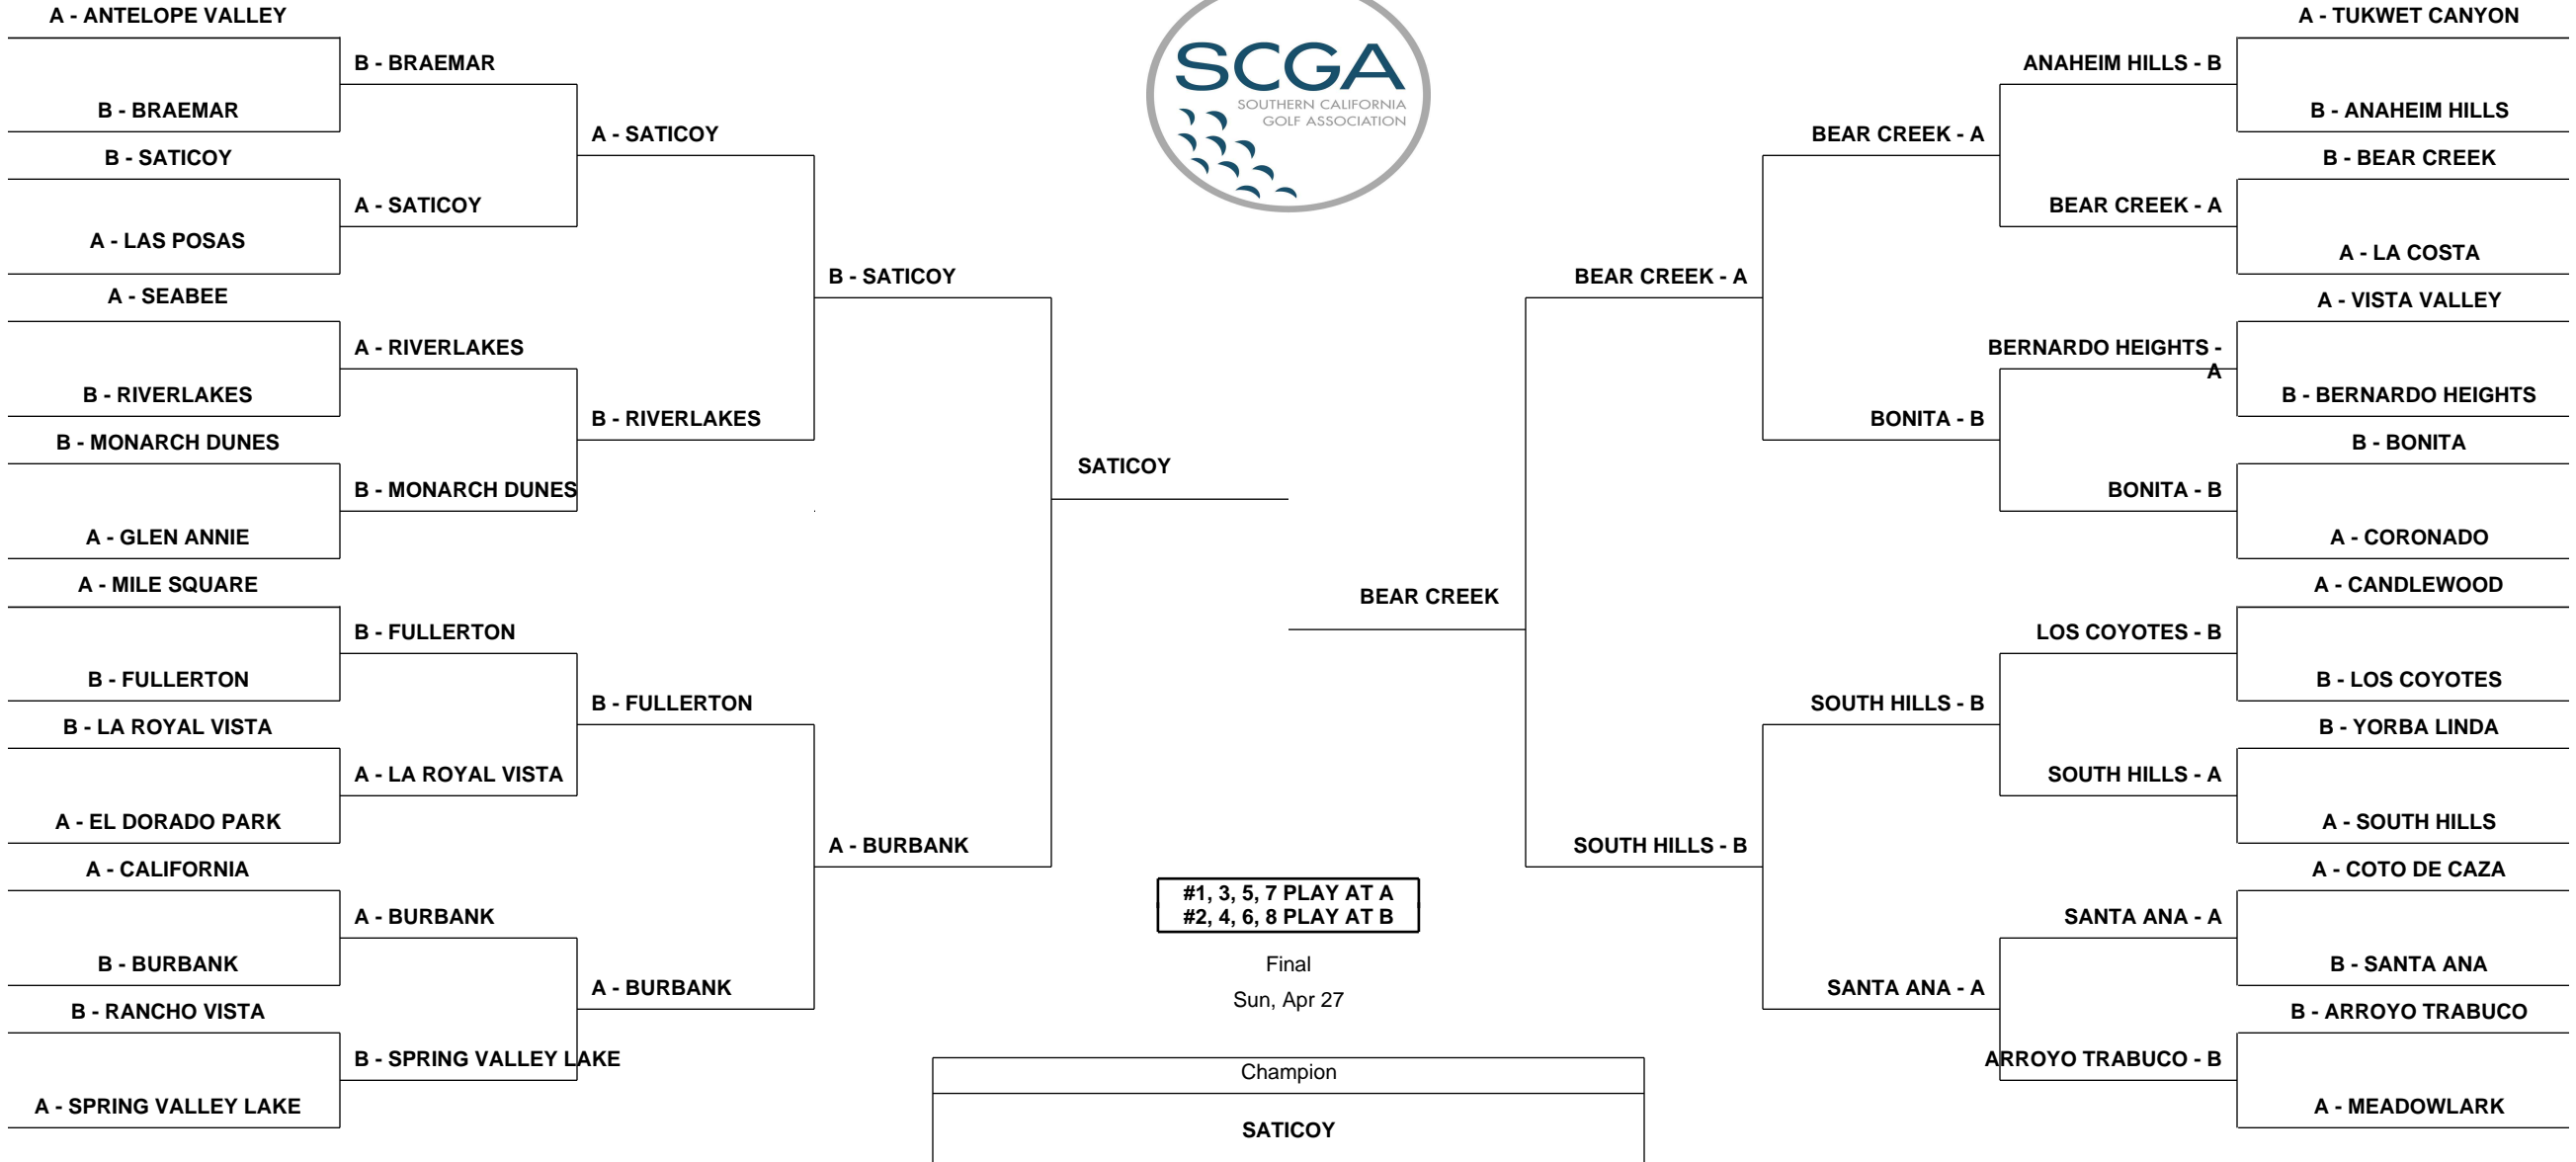 A - ANTELOPE VALLEY
B - BRAEMAR
B - BRAEMAR
B - SATICOY
A - SATICOY
A - SATICOY
A - LAS POSAS
A - SEABEE
B - SATICOY
A - RIVERLAKES
B - RIVERLAKES
B - RIVERLAKES
B - MONARCH DUNES
B - MONARCH DUNES
A - GLEN ANNIE
SATICOY
A - MILE SQUARE
B - FULLERTON
B - FULLERTON
B - FULLERTON
B - LA ROYAL VISTA
A - LA ROYAL VISTA
A - EL DORADO PARK
A - BURBANK
A - CALIFORNIA
A - BURBANK
B - BURBANK
A - BURBANK
B - RANCHO VISTA
B - SPRING VALLEY LAKE
A - SPRING VALLEY LAKE
SCGA
SOUTHERN CALIFORNIA
GOLF ASSOCIATION
BEAR CREEK
#1, 3, 5, 7 PLAY AT A
#2, 4, 6, 8 PLAY AT B
Final
Sun, Apr 27
Champion
SATICOY
A - TUKWET CANYON
ANAHEIM HILLS - B
B - ANAHEIM HILLS
BEAR CREEK - A
B - BEAR CREEK
BEAR CREEK - A
A - LA COSTA
BEAR CREEK - A
A - VISTA VALLEY
BERNARDO HEIGHTS -
A
B - BERNARDO HEIGHTS
BONITA - B
B - BONITA
BONITA - B
A - CORONADO
A - CANDLEWOOD
LOS COYOTES - B
B - LOS COYOTES
SOUTH HILLS - B
B - YORBA LINDA
SOUTH HILLS - A
A - SOUTH HILLS
SOUTH HILLS - B
A - COTO DE CAZA
SANTA ANA - A
B - SANTA ANA
SANTA ANA - A
B - ARROYO TRABUCO
ARROYO TRABUCO - B
A - MEADOWLARK